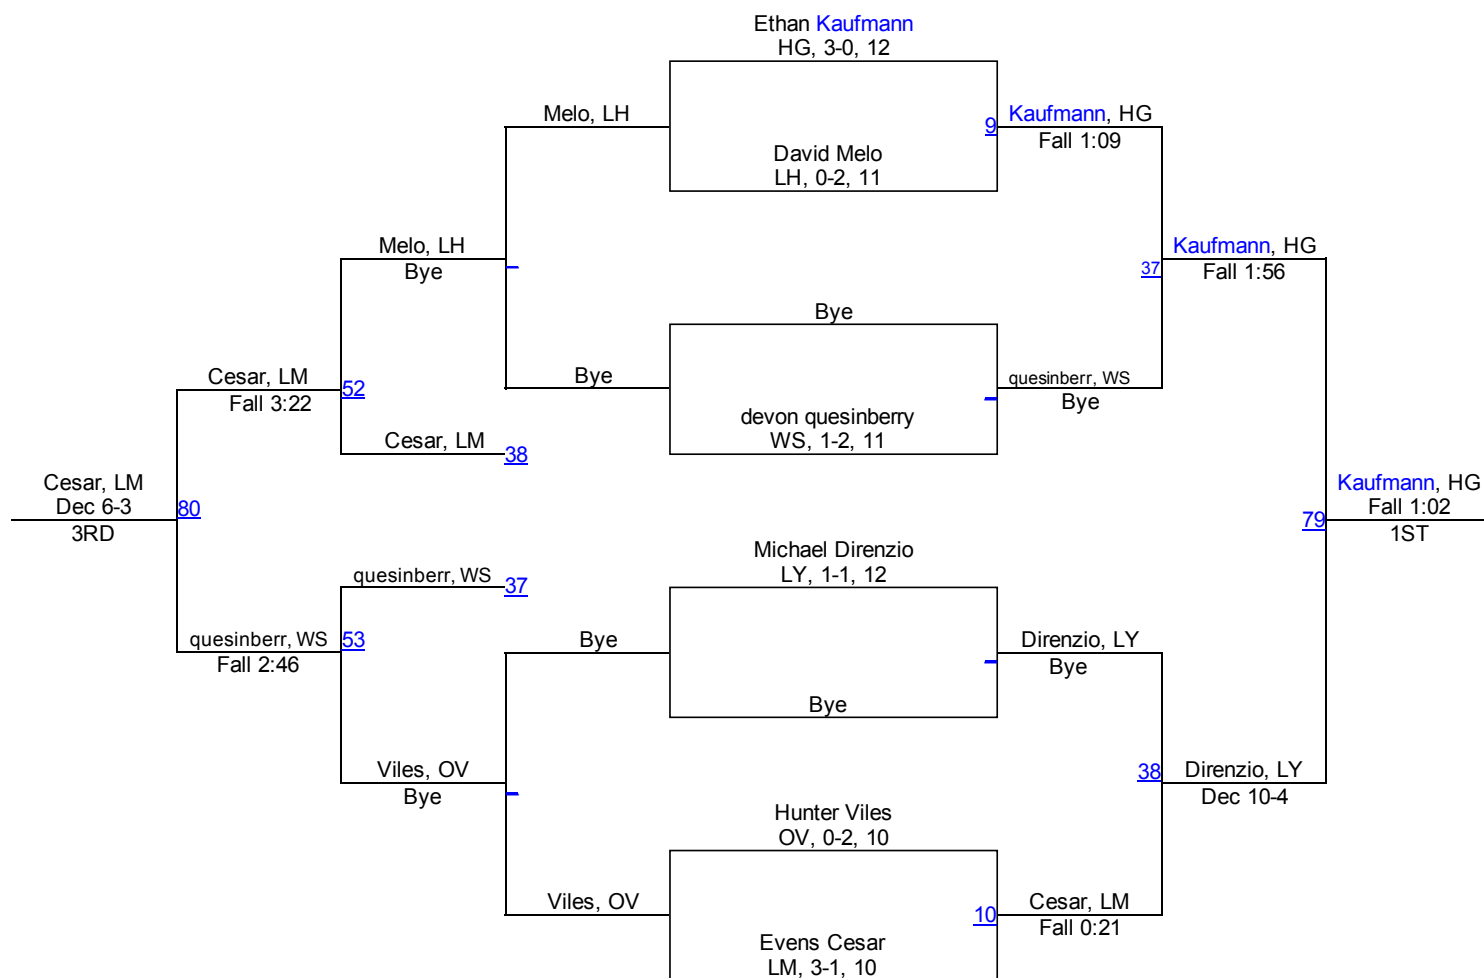 Ethan Kaufmann
HG, 3-0, 12
Melo, LH
9
Kaufmann, HG
Fall 1:09
David Melo
LH, 0-2, 11
Melo, LH
Bye
37
Kaufmann, HG
Fall 1:56
Bye
Cesar, LM
Fall 3:22
52
Bye
quesinberr, WS
Bye
devon quesinberry
WS, 1-2, 11
Cesar, LM
38
Cesar, LM
Dec 6-3
3RD
80
79
Kaufmann, HG
Fall 1:02
1ST
Michael Direnzio
LY, 1-1, 12
quesinberr, WS
37
quesinberr, WS
Fall 2:46
53
Bye
Direnzio, LY
Bye
Bye
Viles, OV
Bye
38
Direnzio, LY
Dec 10-4
Hunter Viles
OV, 0-2, 10
Viles, OV
10
Cesar, LM
Fall 0:21
Evens Cesar
LM, 3-1, 10